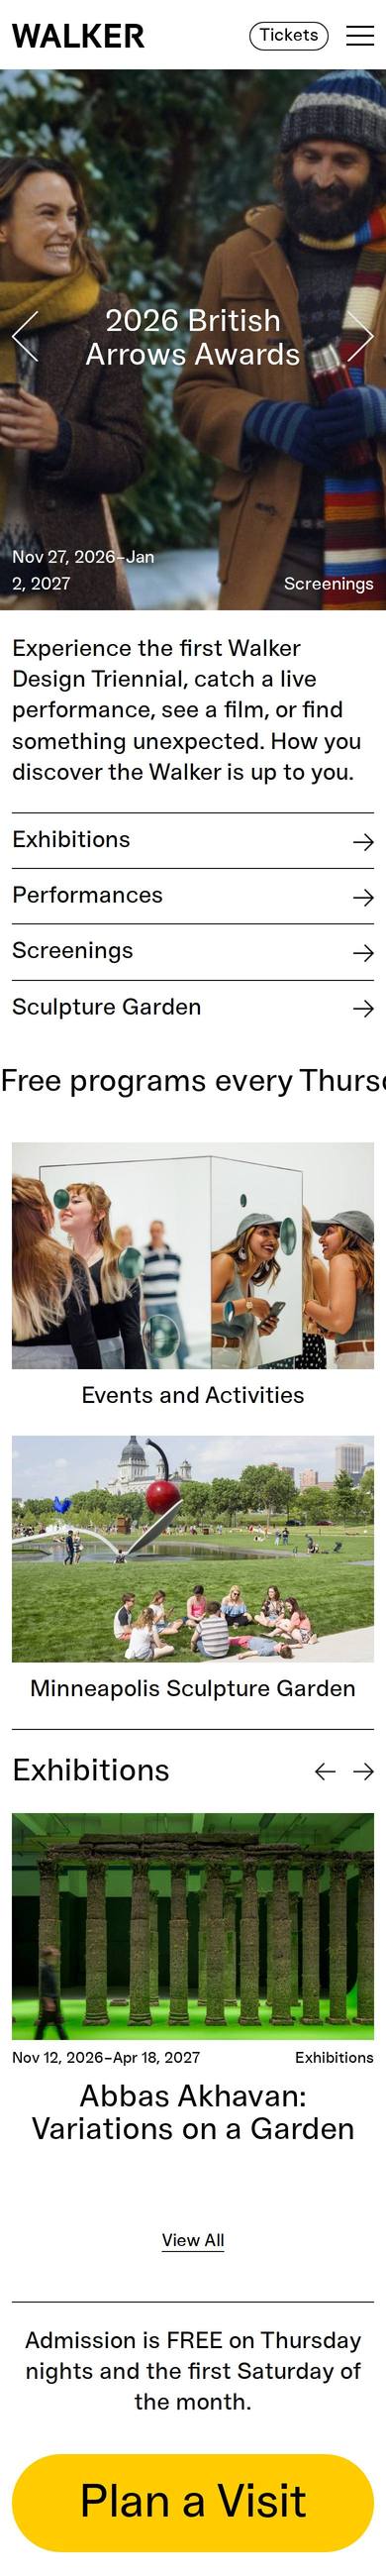 WALKER
Tickets
2026 British
Arrows Awards
Nov 27, 2026–Jan
2, 2027
Screenings
Experience the first Walker
Design Triennial, catch a live
performance, see a film, or find
something unexpected. How you
discover the Walker is up to you.
Exhibitions
Performances
Screenings
Sculpture Garden
Free programs every
Events and Activities
Minneapolis Sculpture Garden
Exhibitions
Nov 12, 2026–Apr 18, 2027
Exhibitions
Abbas Akhavan:
Variations on a Garden
View All
Admission is FREE on Thursday
nights and the first Saturday of
the month.
Plan a Visit